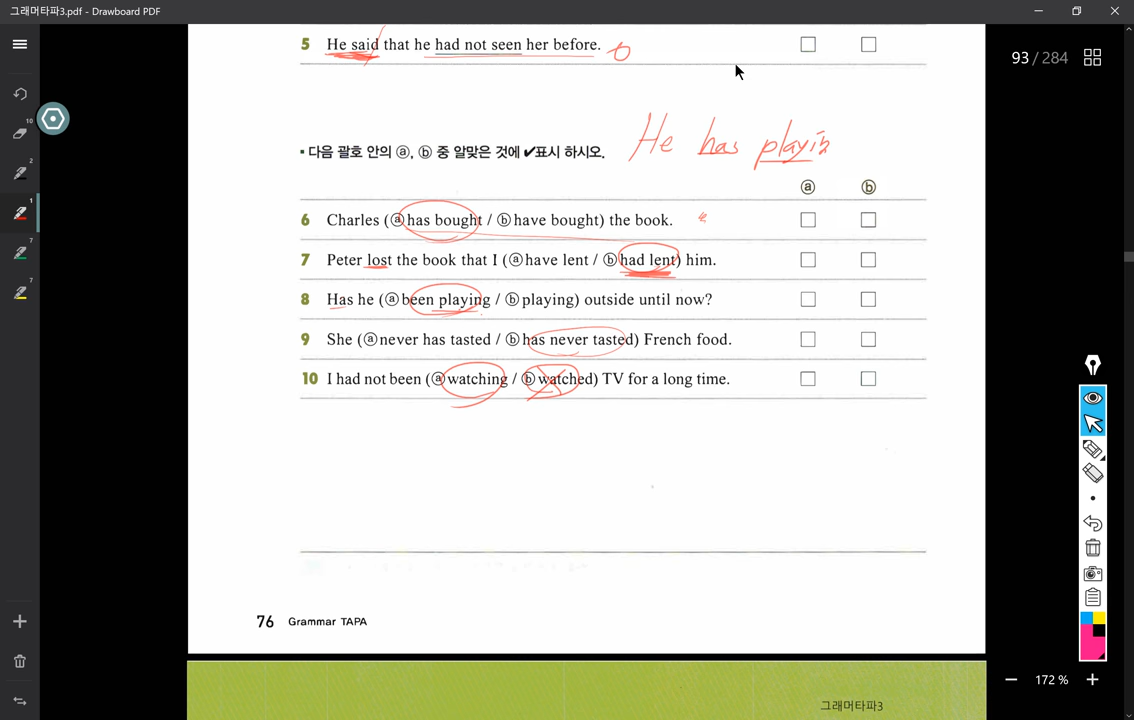 그래머타파3.pdf - Drawboard PDF
5 He said that he had not seen her before.
93 / 284
He has playing
▪ 다음 괄호 안의 ⓐ, ⓑ 중 알맞은 것에 ✔표시 하시오.
ⓐ ⓑ
6 Charles (ⓐ has bought / ⓑ have bought) the book.
7 Peter lost the book that I (ⓐ have lent / ⓑ had lent) him.
8 Has he (ⓐ been playing / ⓑ playing) outside until now?
9 She (ⓐ never has tasted / ⓑ has never tasted) French food.
10 I had not been (ⓐ watching / ⓑ watched) TV for a long time.
76 Grammar TAPA
172 %
그래머타파3
10
2
1
7
7